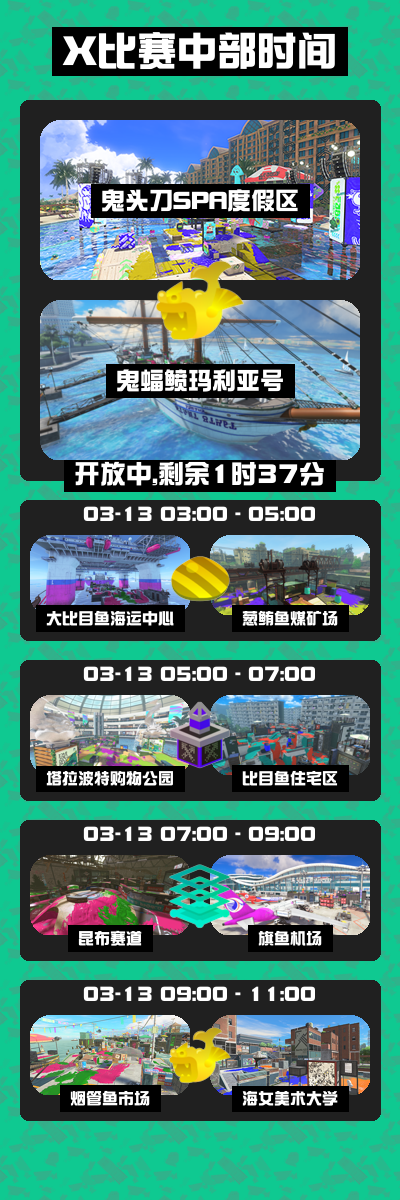 X比赛中部时间
鬼头刀SPA度假区
鬼蝠鲼玛利亚号
开放中,剩余1时37分
03-13 03:00 - 05:00
大比目鱼海运中心
葱鲔鱼煤矿场
03-13 05:00 - 07:00
塔拉波特购物公园
比目鱼住宅区
03-13 07:00 - 09:00
昆布赛道
旗鱼机场
03-13 09:00 - 11:00
烟管鱼市场
海女美术大学